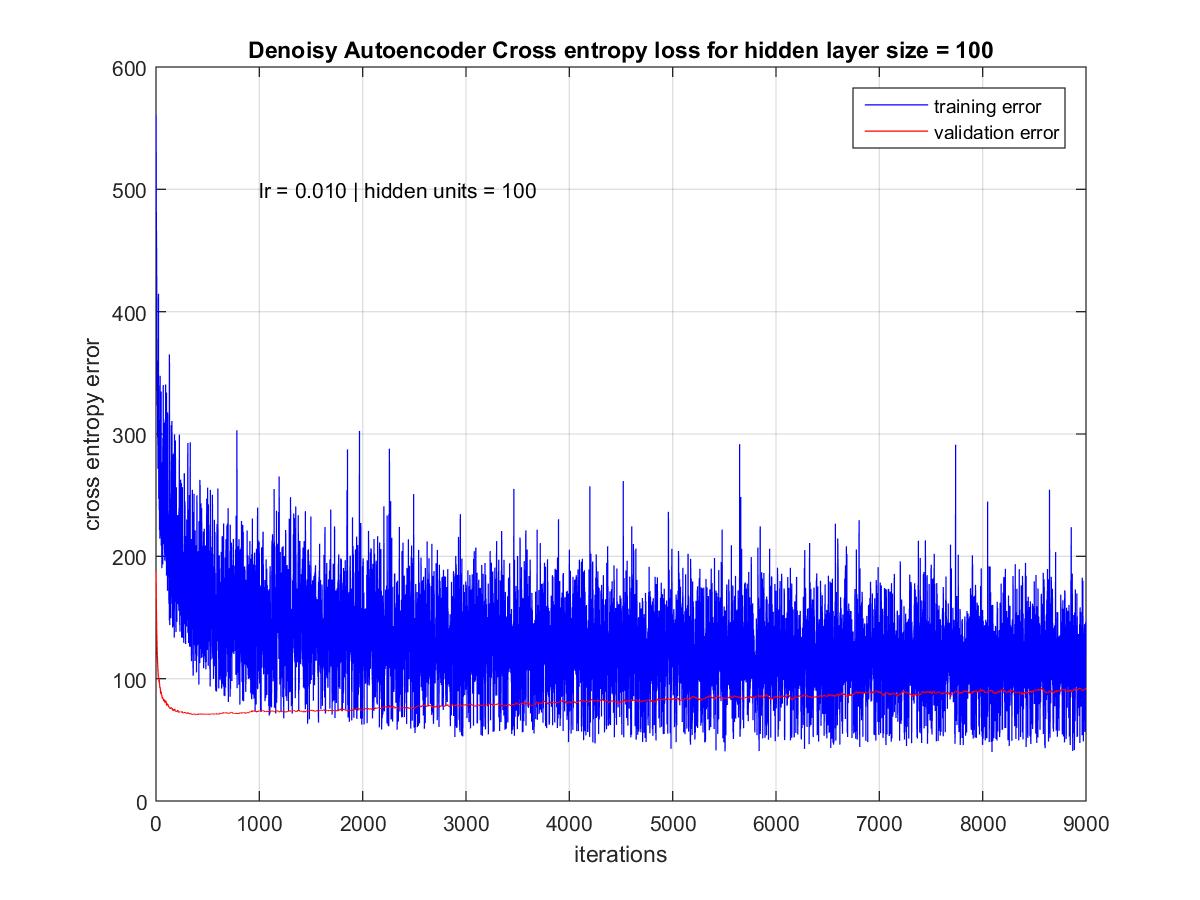 Denoisy Autoencoder Cross entropy loss for hidden layer size = 100
600
500
400
300
200
100
0
cross entropy error
training error
validation error
lr = 0.010 | hidden units = 100
0 1000 2000 3000 4000 5000 6000 7000 8000 9000
iterations